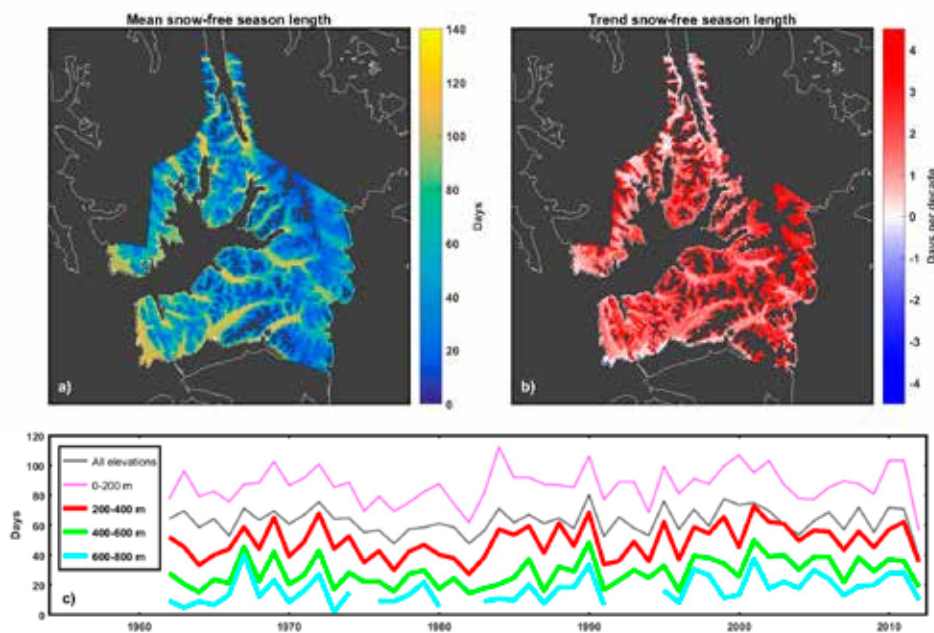 Mean snow-free season length
140
120
100
80
60
40
20
0
Days
a)
Trend snow-free season length
4
3
2
1
0
-1
-2
-3
-4
Days per decade
b)
120
100
80
60
40
20
0
Days
All elevations
0-200 m
200-400 m
400-600 m
600-800 m
c)
1960
1970
1980
1990
2000
2010